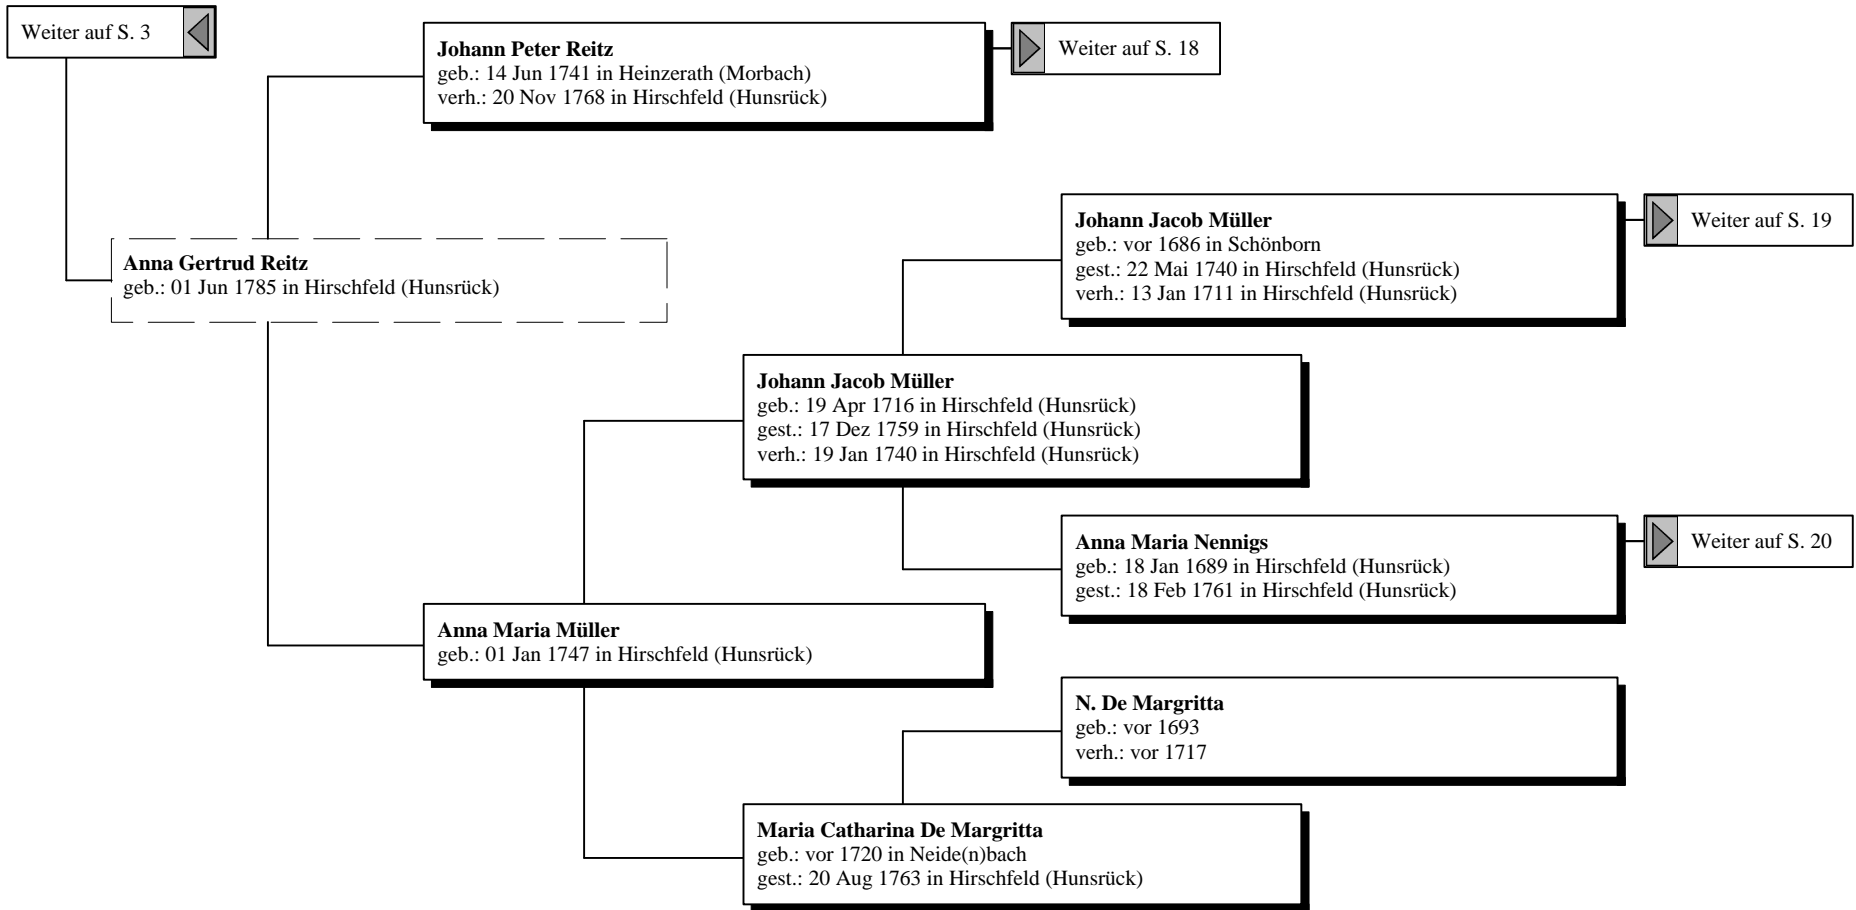 Weiter auf S. 3
Johann Peter Reitz
geb.: 14 Jun 1741 in Heinzerath (Morbach)
verh.: 20 Nov 1768 in Hirschfeld (Hunsrück)
Weiter auf S. 18
Johann Jacob Müller
geb.: vor 1686 in Schönborn
gest.: 22 Mai 1740 in Hirschfeld (Hunsrück)
verh.: 13 Jan 1711 in Hirschfeld (Hunsrück)
Weiter auf S. 19
Anna Gertrud Reitz
geb.: 01 Jun 1785 in Hirschfeld (Hunsrück)
Johann Jacob Müller
geb.: 19 Apr 1716 in Hirschfeld (Hunsrück)
gest.: 17 Dez 1759 in Hirschfeld (Hunsrück)
verh.: 19 Jan 1740 in Hirschfeld (Hunsrück)
Anna Maria Nennigs
geb.: 18 Jan 1689 in Hirschfeld (Hunsrück)
gest.: 18 Feb 1761 in Hirschfeld (Hunsrück)
Weiter auf S. 20
Anna Maria Müller
geb.: 01 Jan 1747 in Hirschfeld (Hunsrück)
N. De Margritta
geb.: vor 1693
verh.: vor 1717
Maria Catharina De Margritta
geb.: vor 1720 in Neide(n)bach
gest.: 20 Aug 1763 in Hirschfeld (Hunsrück)